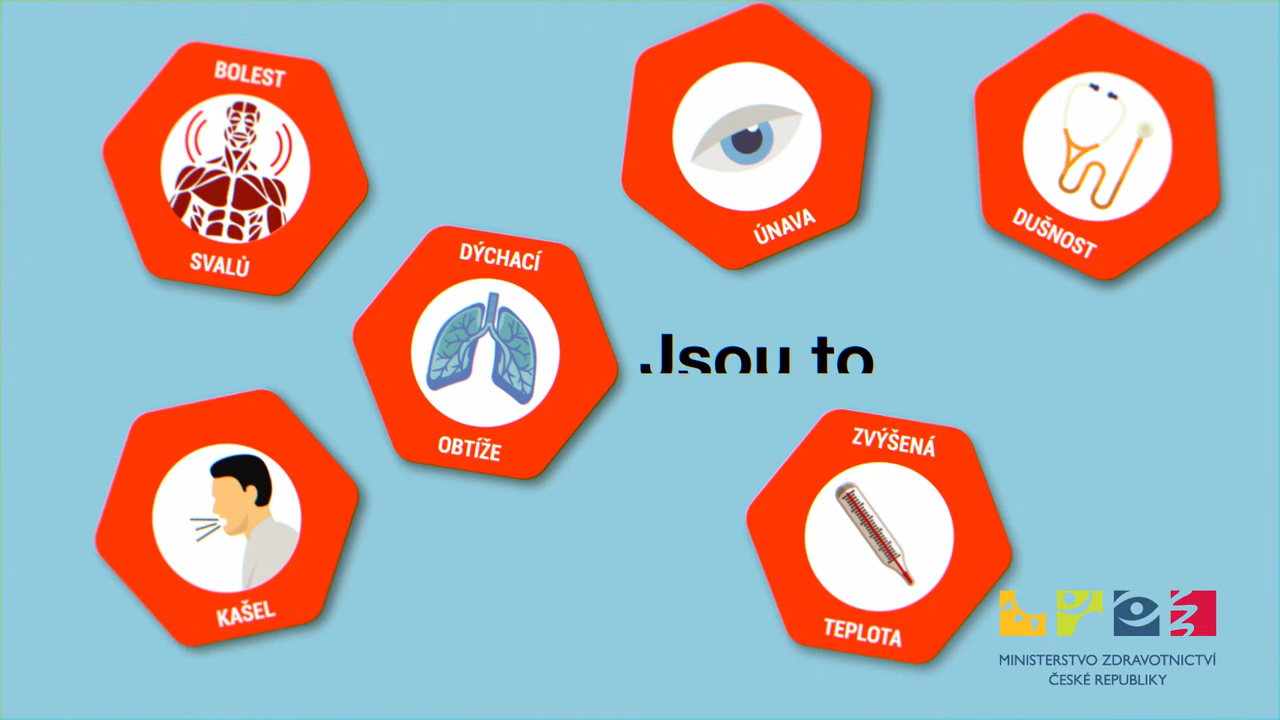 BOLEST
SVALŮ
ÚNAVA
DUŠNOST
DÝCHACÍ
OBTÍŽE
Jsou to
KAŠEL
ZVÝŠENÁ
TEPLOTA
MINISTERSTVO ZDRAVOTNICTVÍ
ČESKÉ REPUBLIKY